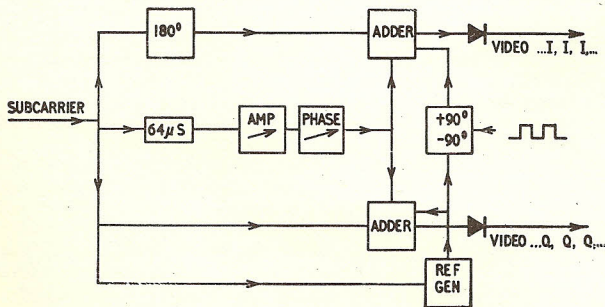 180°
ADDER
VIDEO ...I, I, I,...
SUBCARRIER
64μS
AMP
PHASE
+90°
-90°
ADDER
VIDEO ...Q, Q, Q,...
REF
GEN